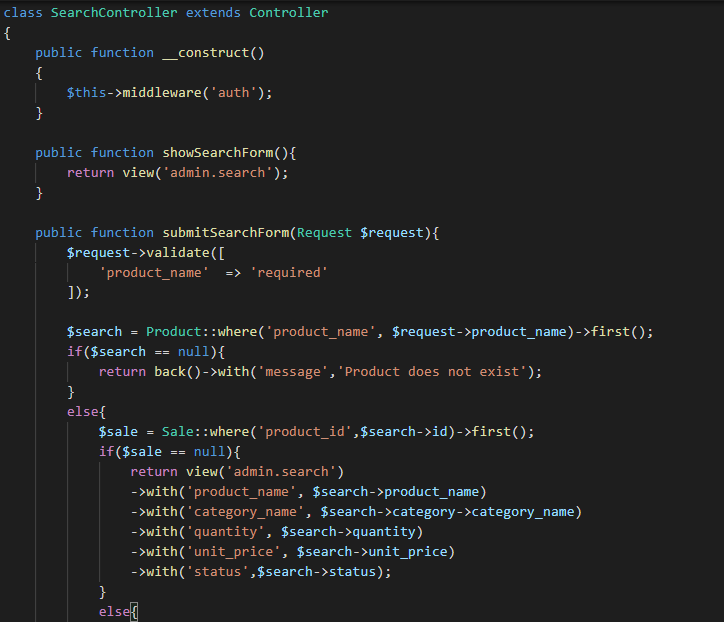 class SearchController extends Controller
{
    public function __construct()
    {
        $this->middleware('auth');
    }

    public function showSearchForm(){
        return view('admin.search');
    }

    public function submitSearchForm(Request $request){
        $request->validate([
            'product_name'  => 'required'
        ]);

        $search = Product::where('product_name', $request->product_name)->first();
        if($search == null){
            return back()->with('message','Product does not exist');
        }
        else{
            $sale = Sale::where('product_id',$search->id)->first();
            if($sale == null){
                return view('admin.search')
                ->with('product_name', $search->product_name)
                ->with('category_name', $search->category->category_name)
                ->with('quantity', $search->quantity)
                ->with('unit_price', $search->unit_price)
                ->with('status',$search->status);
            }
            else{